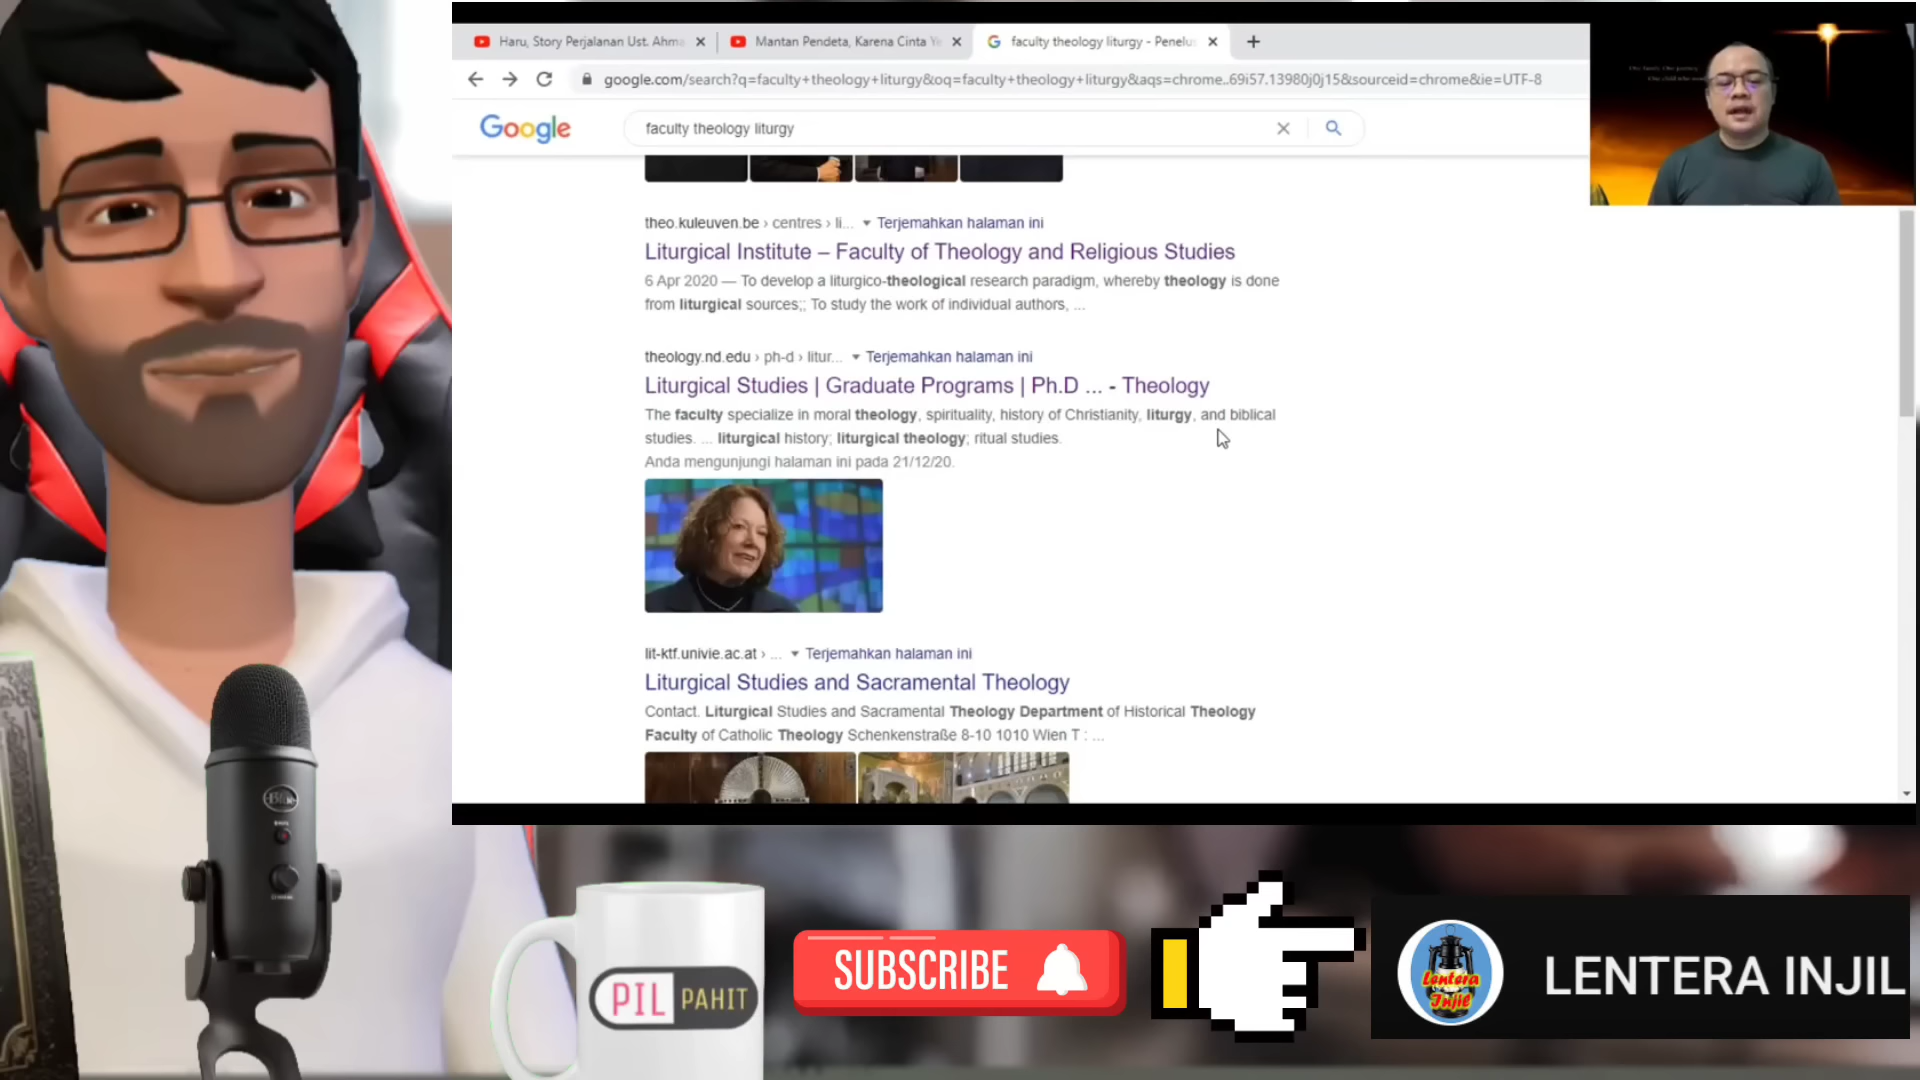 Haru, Story Perjalanan Ust. Ahma
Mantan Pendeta, Karena Cinta Yi
faculty theology liturgy - Penelus
google.com/search?q=faculty+theology+liturgy&oq=faculty+theology+liturgy&aqs=chrome..69i57.13980j0j15&sourceid=chrome&ie=UTF-8
Google
faculty theology liturgy
theo.kuleuven.be › centres › li... Terjemahkan halaman ini
Liturgical Institute – Faculty of Theology and Religious Studies
6 Apr 2020 — To develop a liturgico-theological research paradigm, whereby theology is done
from liturgical sources;; To study the work of individual authors, ...
theology.nd.edu › ph-d › litur... Terjemahkan halaman ini
Liturgical Studies | Graduate Programs | Ph.D ... - Theology
The faculty specialize in moral theology, spirituality, history of Christianity, liturgy, and biblical
studies. ... liturgical history; liturgical theology; ritual studies.
Anda mengunjungi halaman ini pada 21/12/20.
lit-ktf.univie.ac.at › ... Terjemahkan halaman ini
Liturgical Studies and Sacramental Theology
Contact. Liturgical Studies and Sacramental Theology Department of Historical Theology
Faculty of Catholic Theology Schenkenstraße 8-10 1010 Wien T : ...
Blue
PIL PAHIT
SUBSCRIBE
Lentera
Injil
LENTERA INJIL